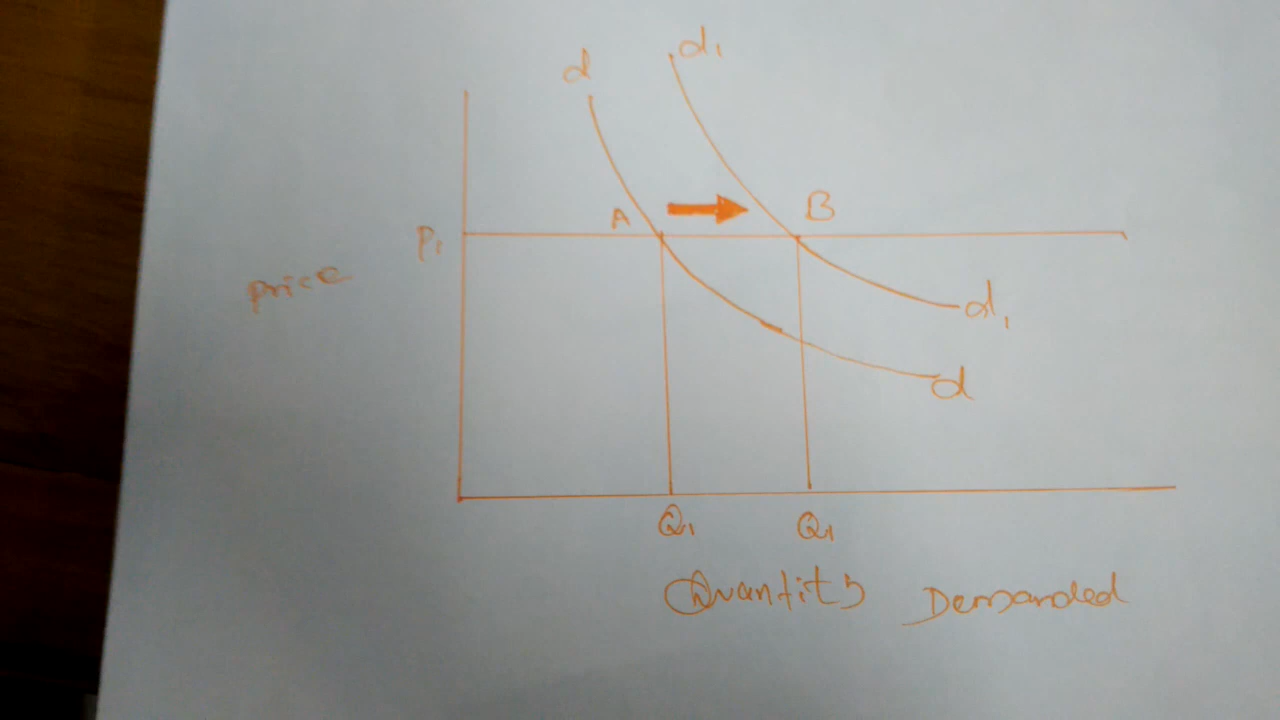 d₁
d
A
B
P₁
Price
d₁
d
Q₁ Q₁
Quantity Demanded